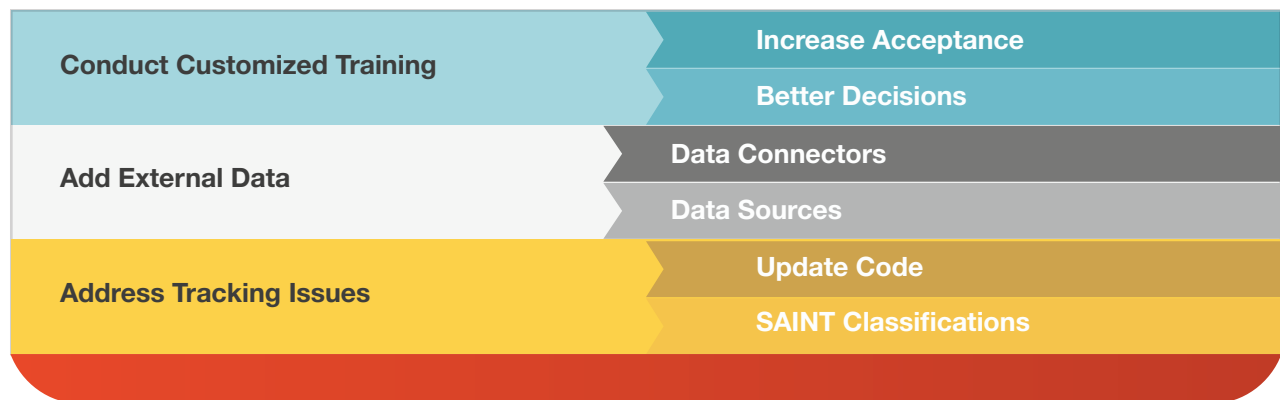 Conduct Customized Training
Increase Acceptance
Better Decisions
Add External Data
Data Connectors
Data Sources
Address Tracking Issues
Update Code
SAINT Classifications